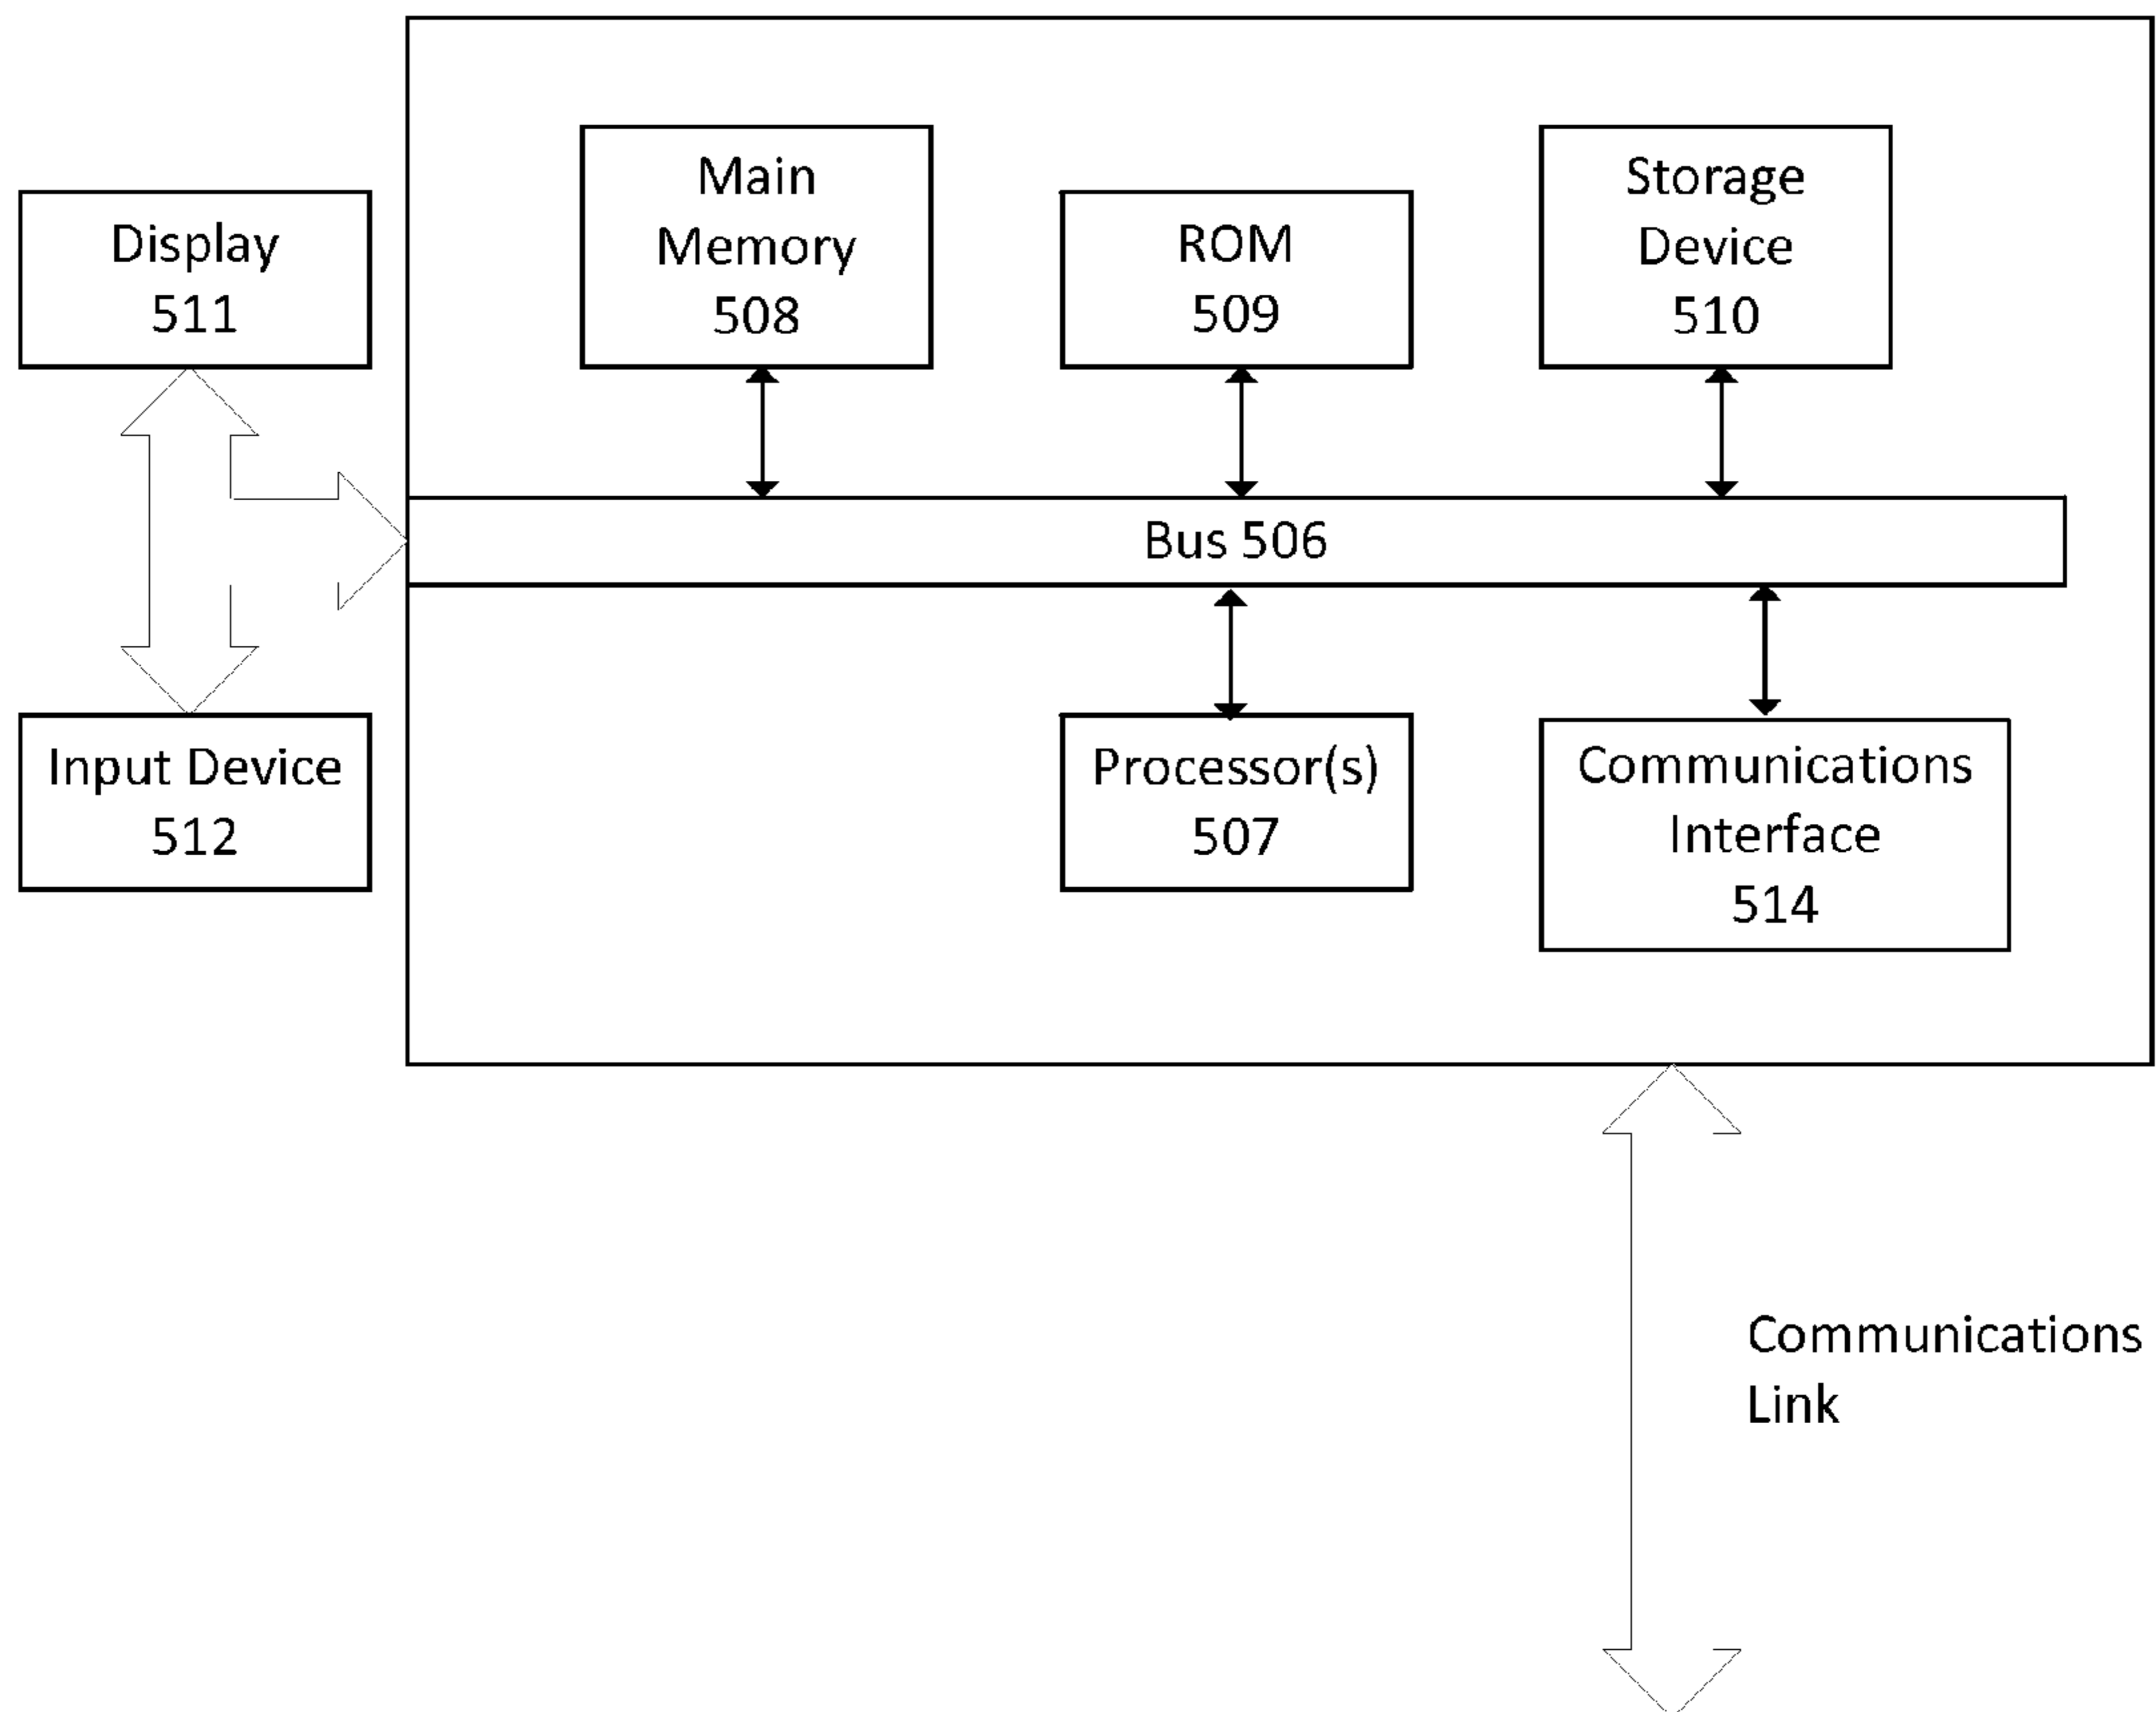 Main
Memory
508
ROM
509
Storage
Device
510
Display
511
Bus 506
Input Device
512
Processor(s)
507
Communications
Interface
514
Communications
Link